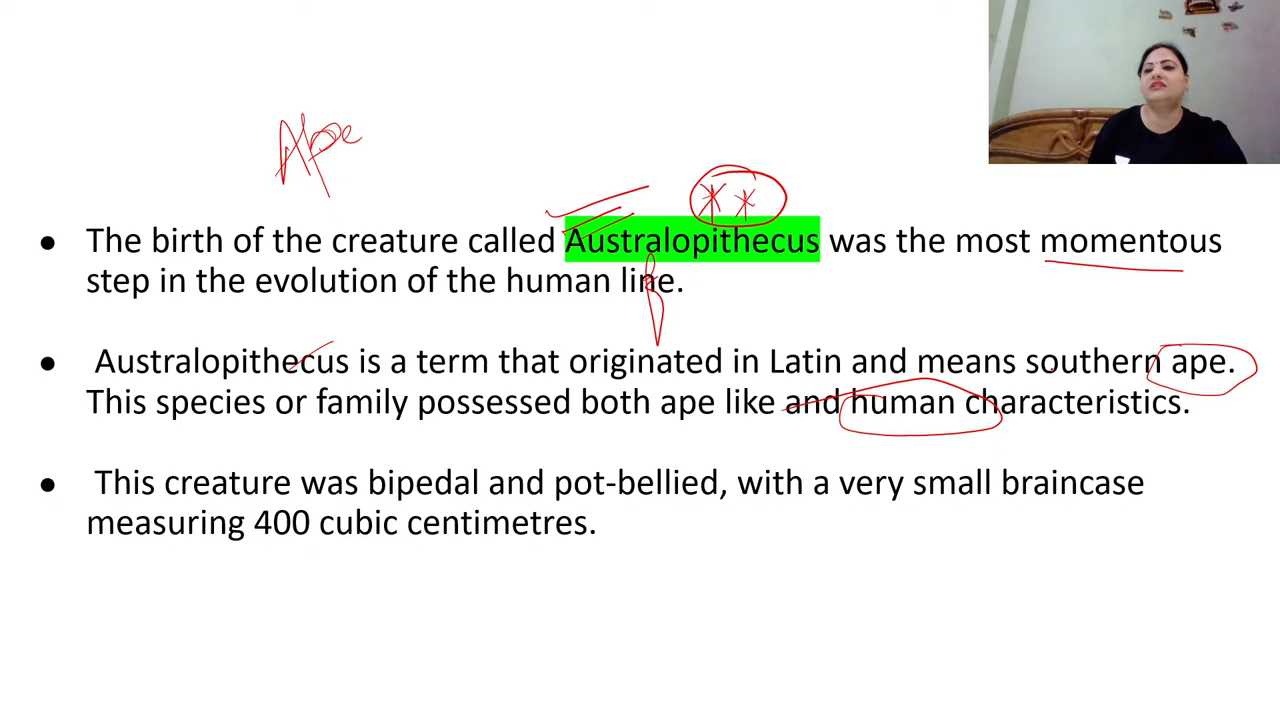 Ape
**
● The birth of the creature called Australopithecus was the most momentous
step in the evolution of the human line.
● Australopithecus is a term that originated in Latin and means southern ape.
This species or family possessed both ape like and human characteristics.
● This creature was bipedal and pot-bellied, with a very small braincase
measuring 400 cubic centimetres.